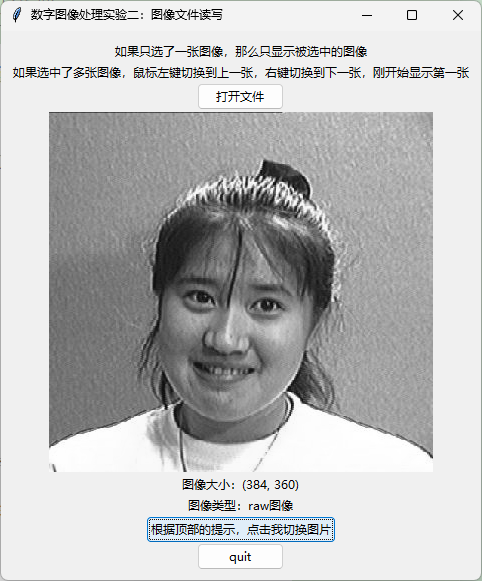 数字图像处理实验二：图像文件读写
如果只选了一张图像，那么只显示被选中的图像
如果选中了多张图像，鼠标左键切换到上一张，右键切换到下一张，刚开始显示第一张
打开文件
图像大小：(384, 360)
图像类型：raw图像
根据顶部的提示，点击我切换图片
quit